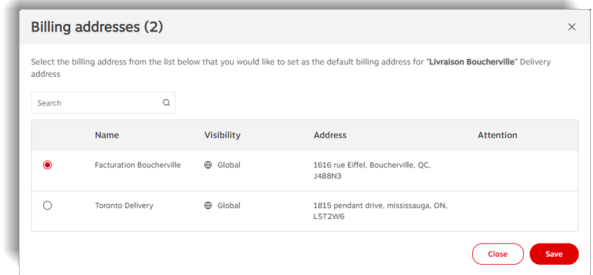 Billing addresses (2)
Select the billing address from the list below that you would like to set as the default billing address for "Livraison Boucherville" Delivery
address
Search
Name Visibility Address Attention
Facturation Boucherville Global 1616 rue Eiffel, Boucherville, QC,
J4B8N3
Toronto Delivery Global 1815 pendant drive, mississauga, ON,
L5T2W6
Close Save